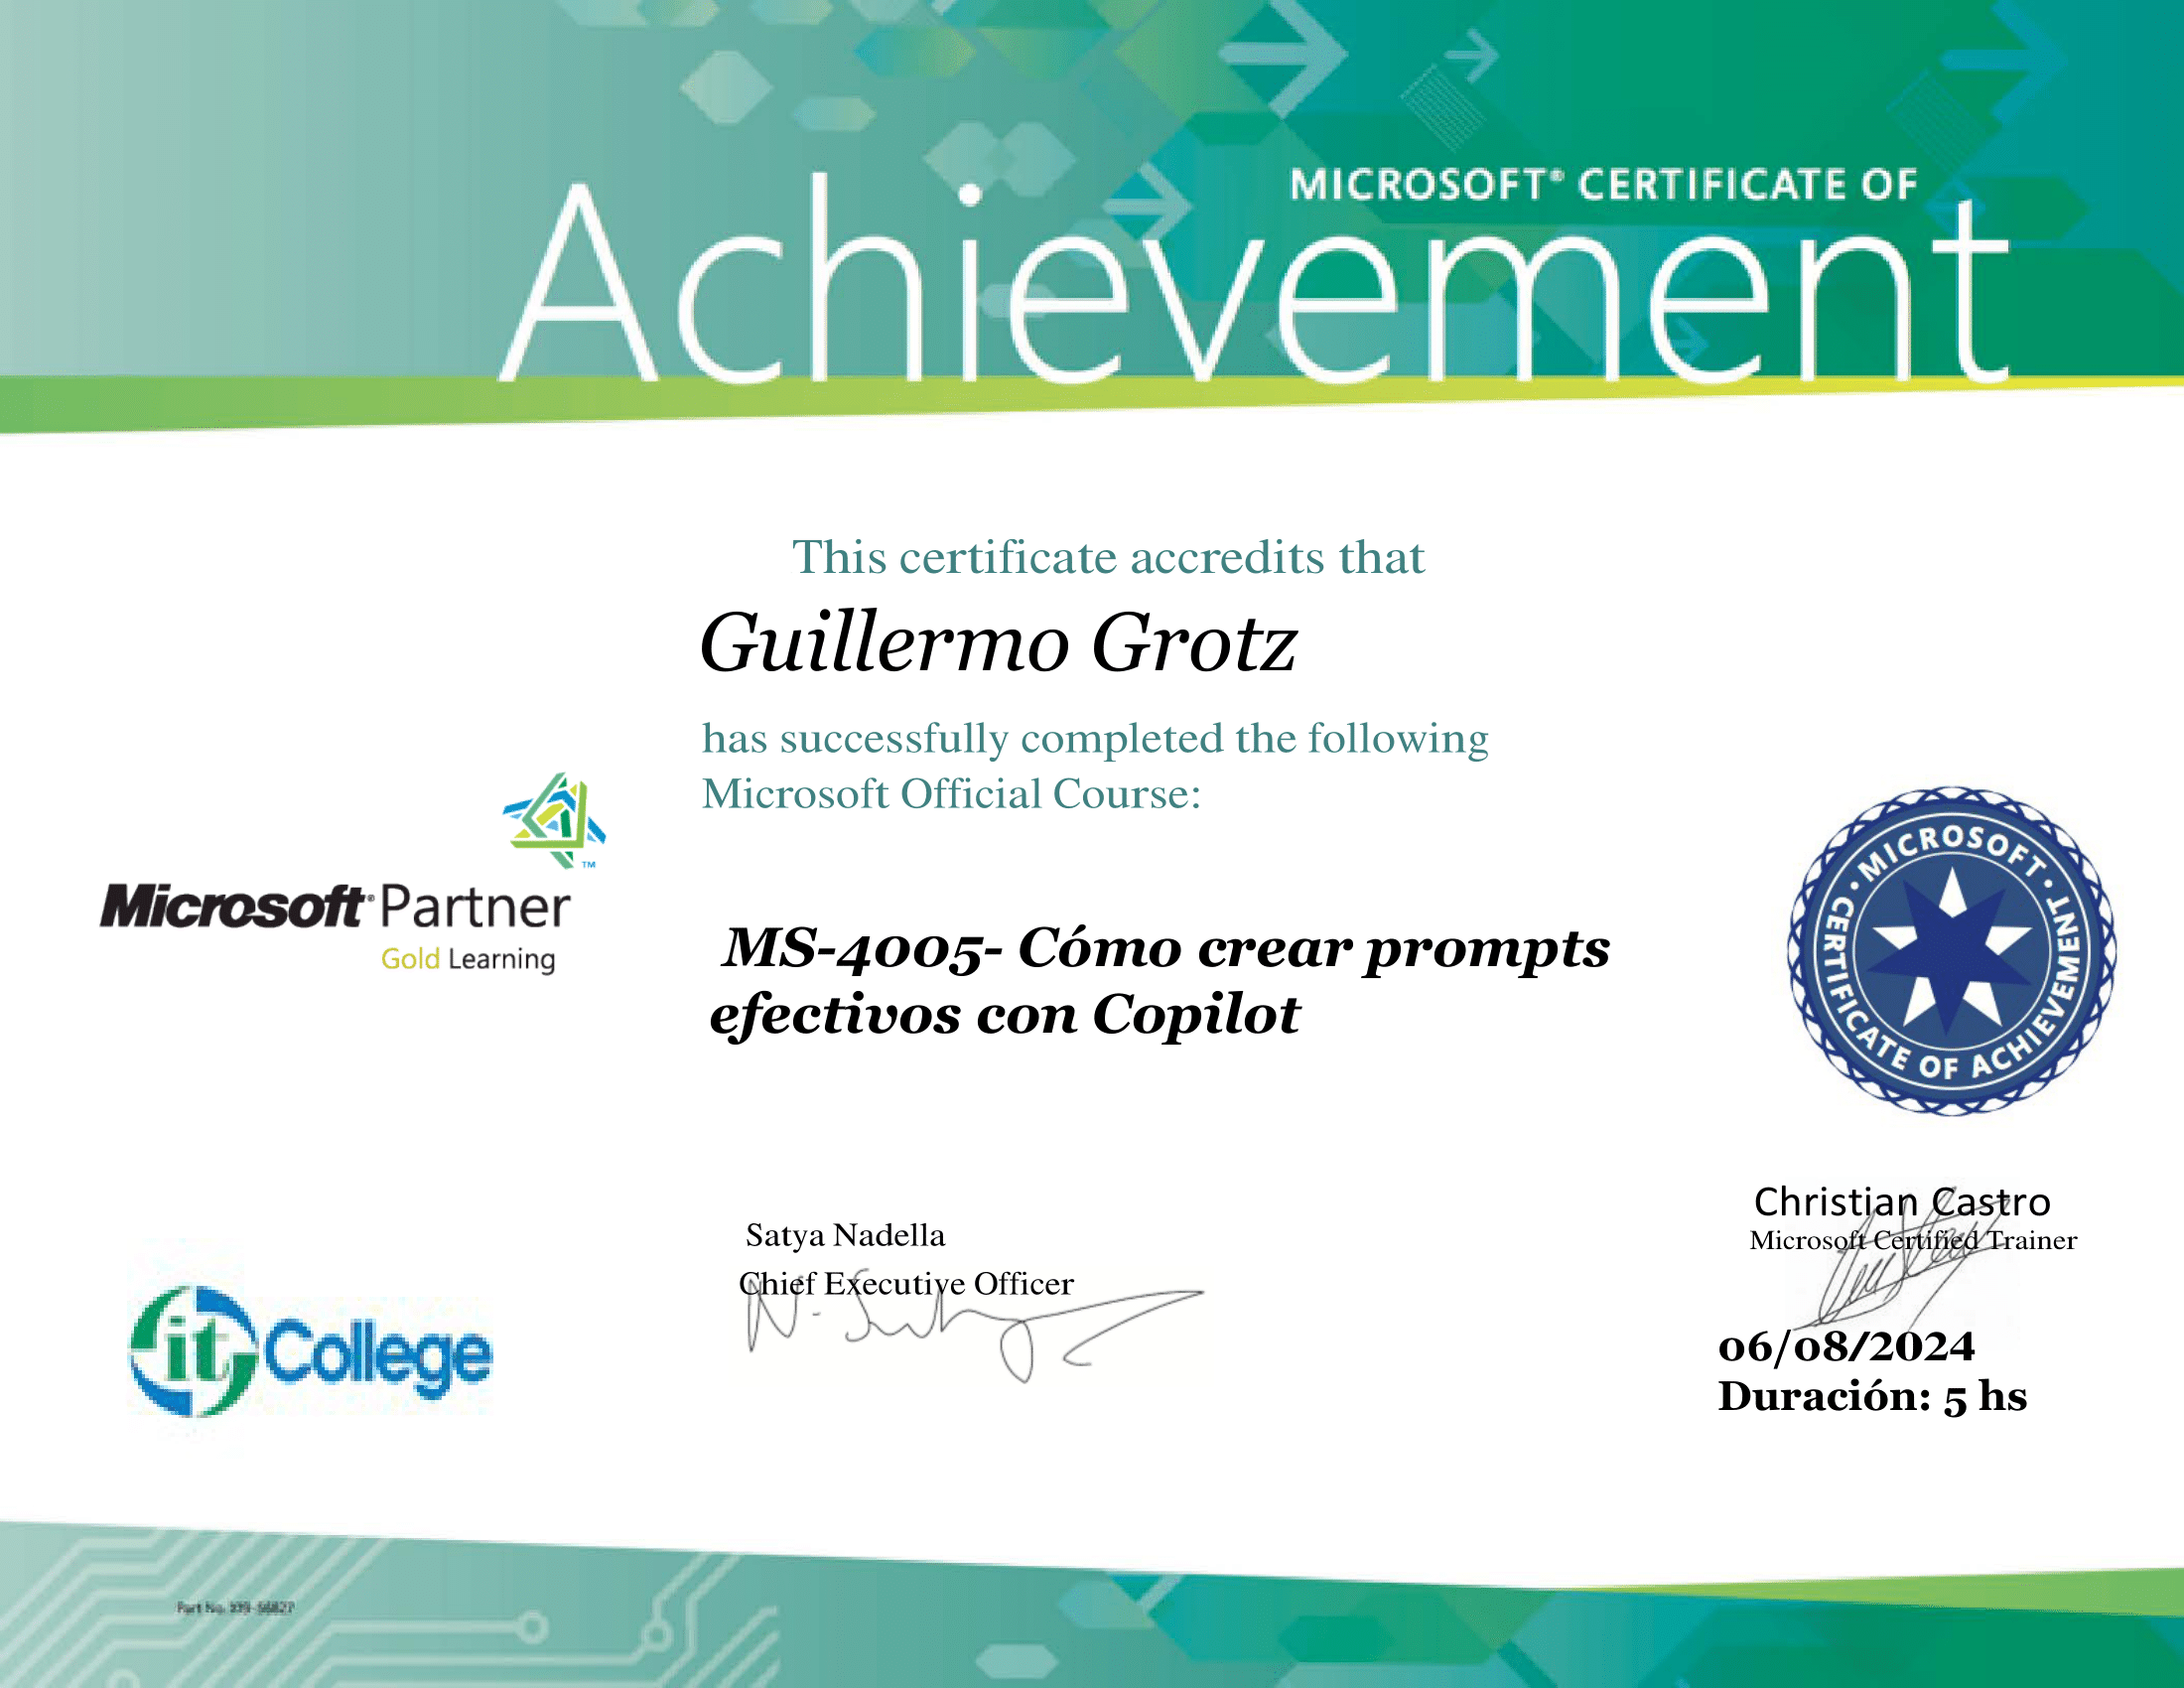 MICROSOFT® CERTIFICATE OF
Achievement
This certificate accredits that
Guillermo Grotz
has successfully completed the following
Microsoft Official Course:
Microsoft® Partner
Gold Learning
MS-4005- Cómo crear prompts
efectivos con Copilot
• MICROSOFT • CERTIFICATE OF ACHIEVEMENT
Christian Castro
Microsoft Certified Trainer
Satya Nadella
Chief Executive Officer
it College
06/08/2024
Duración: 5 hs
Part No.